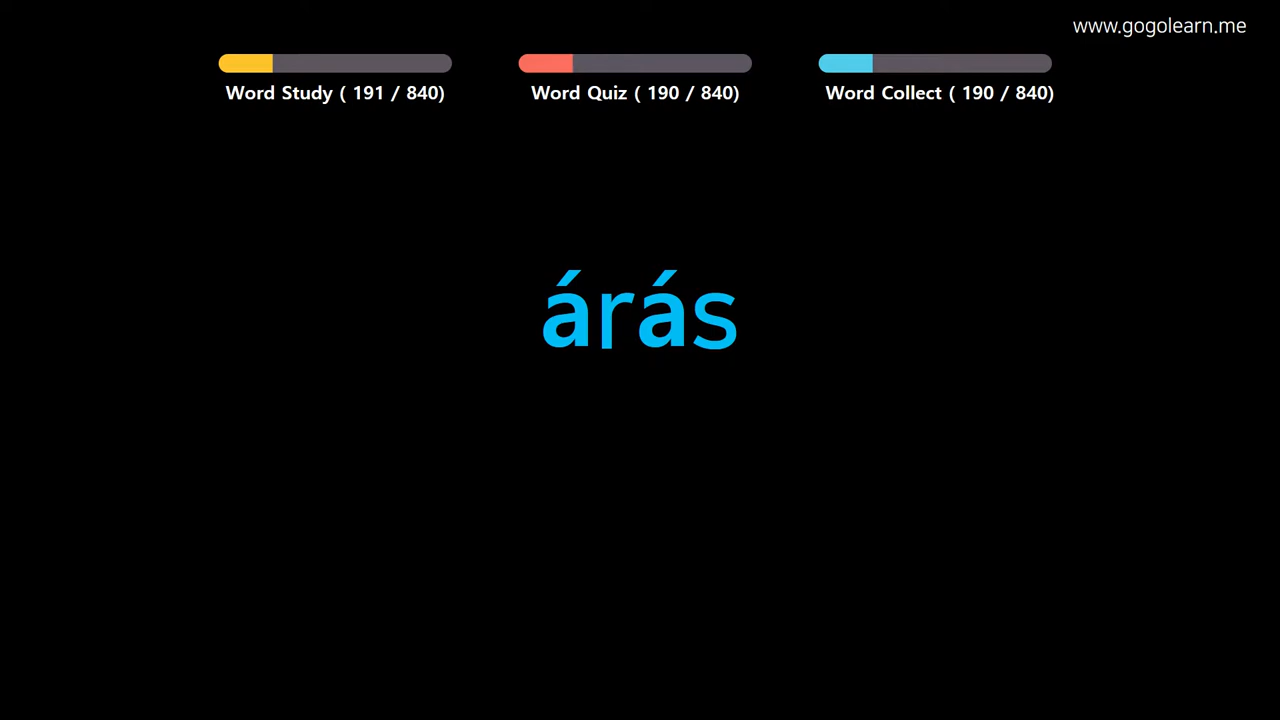 www.gogolearn.me
Word Study ( 191 / 840)
Word Quiz ( 190 / 840)
Word Collect ( 190 / 840)
árás